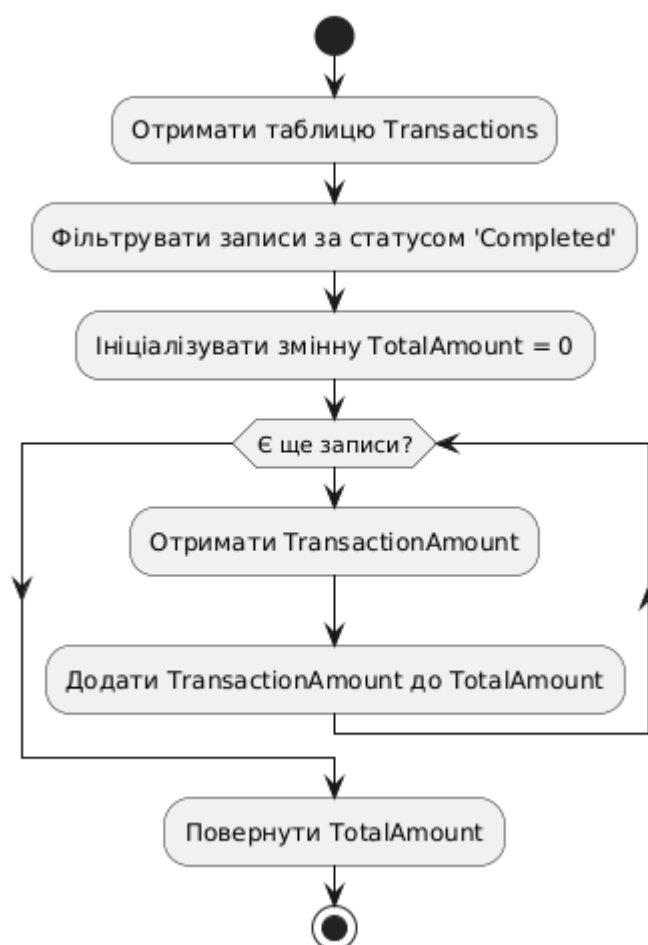 Отримати таблицю Transactions
Фільтрувати записи за статусом 'Completed'
Ініціалізувати змінну TotalAmount = 0
Є ще записи?
Отримати TransactionAmount
Додати TransactionAmount до TotalAmount
Повернути TotalAmount